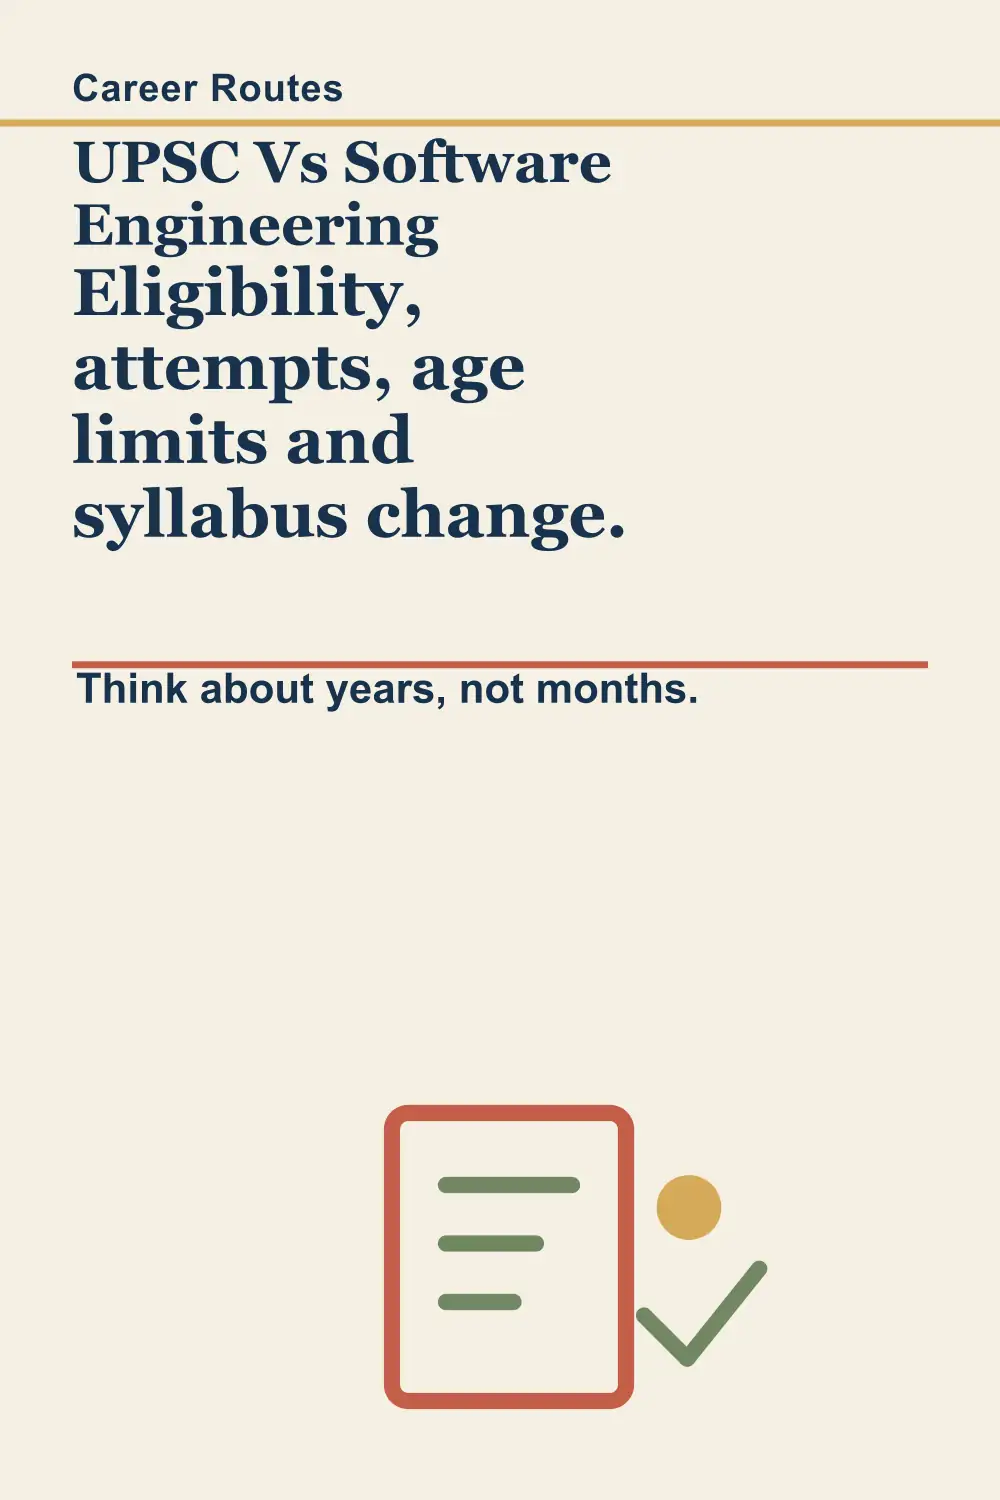 Career Routes
UPSC Vs Software
Engineering
Eligibility,
attempts, age
limits and
syllabus change.
Think about years, not months.